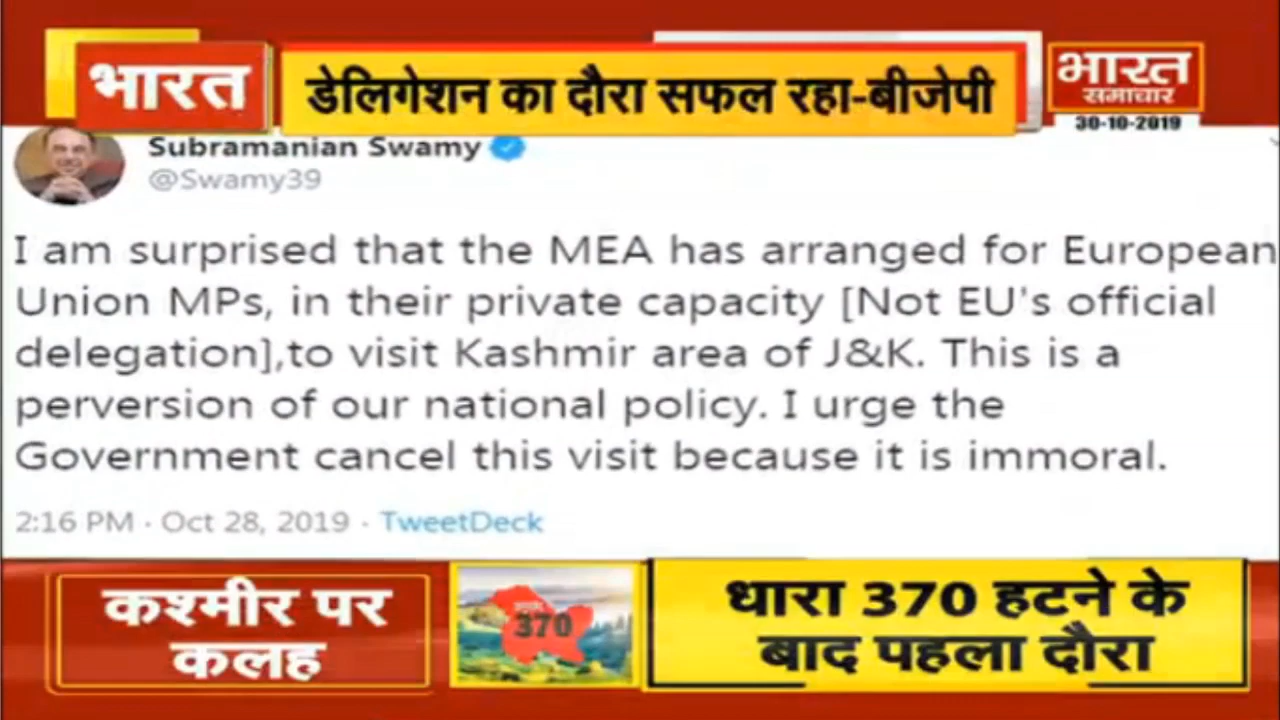 भारत
डेलिगेशन का दौरा सफल रहा-बीजेपी
भारत
समाचार
30-10-2019
Subramanian Swamy
@Swamy39
I am surprised that the MEA has arranged for European
Union MPs, in their private capacity [Not EU's official
delegation],to visit Kashmir area of J&K. This is a
perversion of our national policy. I urge the
Government cancel this visit because it is immoral.
2:16 PM · Oct 28, 2019 · TweetDeck
कश्मीर पर
कलह
370
धारा 370 हटने के
बाद पहला दौरा